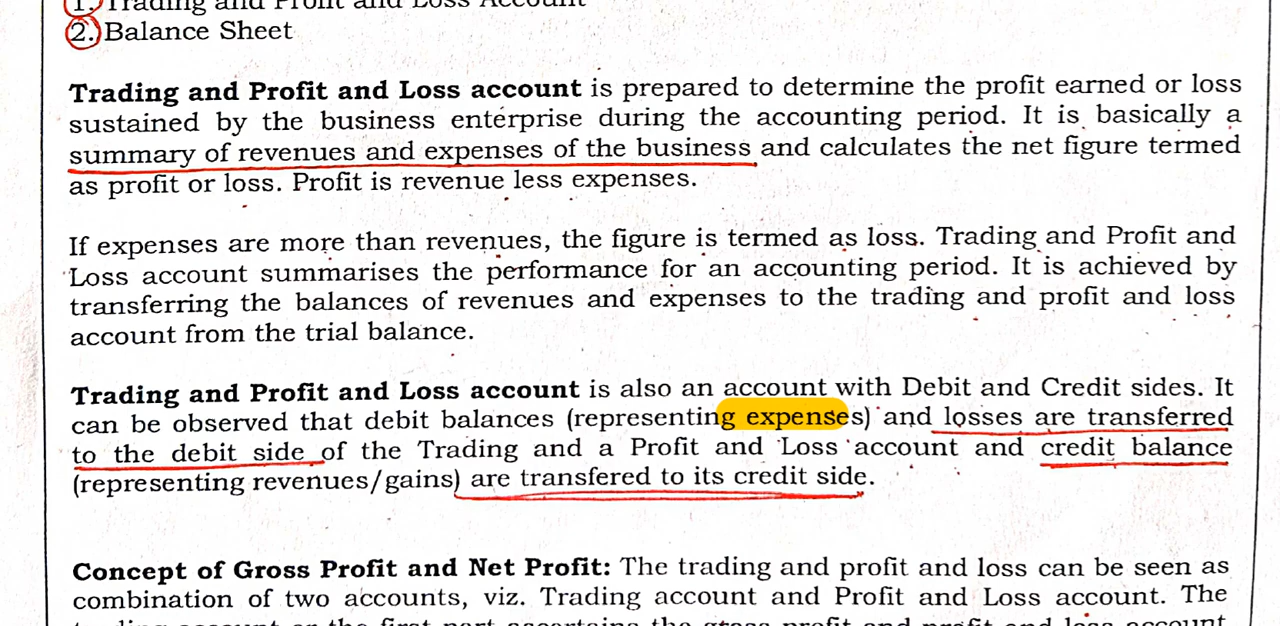 1. Trading and Profit and Loss Account
2. Balance Sheet
Trading and Profit and Loss account is prepared to determine the profit earned or loss
sustained by the business enterprise during the accounting period. It is basically a
summary of revenues and expenses of the business and calculates the net figure termed
as profit or loss. Profit is revenue less expenses.
If expenses are more than revenues, the figure is termed as loss. Trading and Profit and
Loss account summarises the performance for an accounting period. It is achieved by
transferring the balances of revenues and expenses to the trading and profit and loss
account from the trial balance.
Trading and Profit and Loss account is also an account with Debit and Credit sides. It
can be observed that debit balances (representing expenses) and losses are transferred
to the debit side of the Trading and a Profit and Loss account and credit balance
(representing revenues/gains) are transfered to its credit side.
Concept of Gross Profit and Net Profit: The trading and profit and loss can be seen as
combination of two accounts, viz. Trading account and Profit and Loss account. The